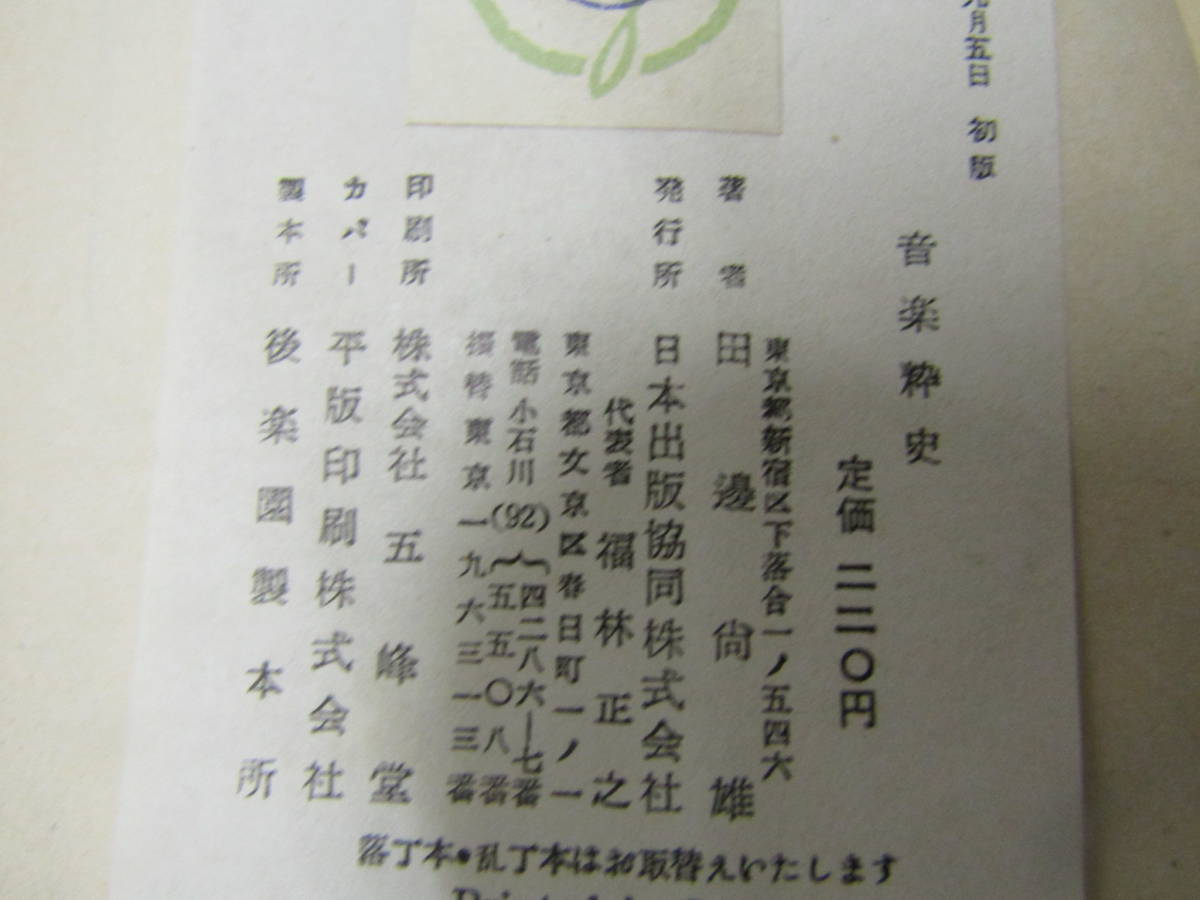 月五日 初版
音楽粋史
定価 二二〇円
東京都新宿区下落合一ノ五四六
著者 田邊尚雄
発行所 日本出版協同株式会社
代表者 福林正之
東京都文京区春日町一ノ一
電話 小石川 (92) 四二八六―七番
五五〇八番
振替東京一九六三一三番
印刷所 株式会社 五峰堂
カバー 平版印刷株式会社
製本所 後楽園製本所
落丁本・乱丁本はお取替えいたします